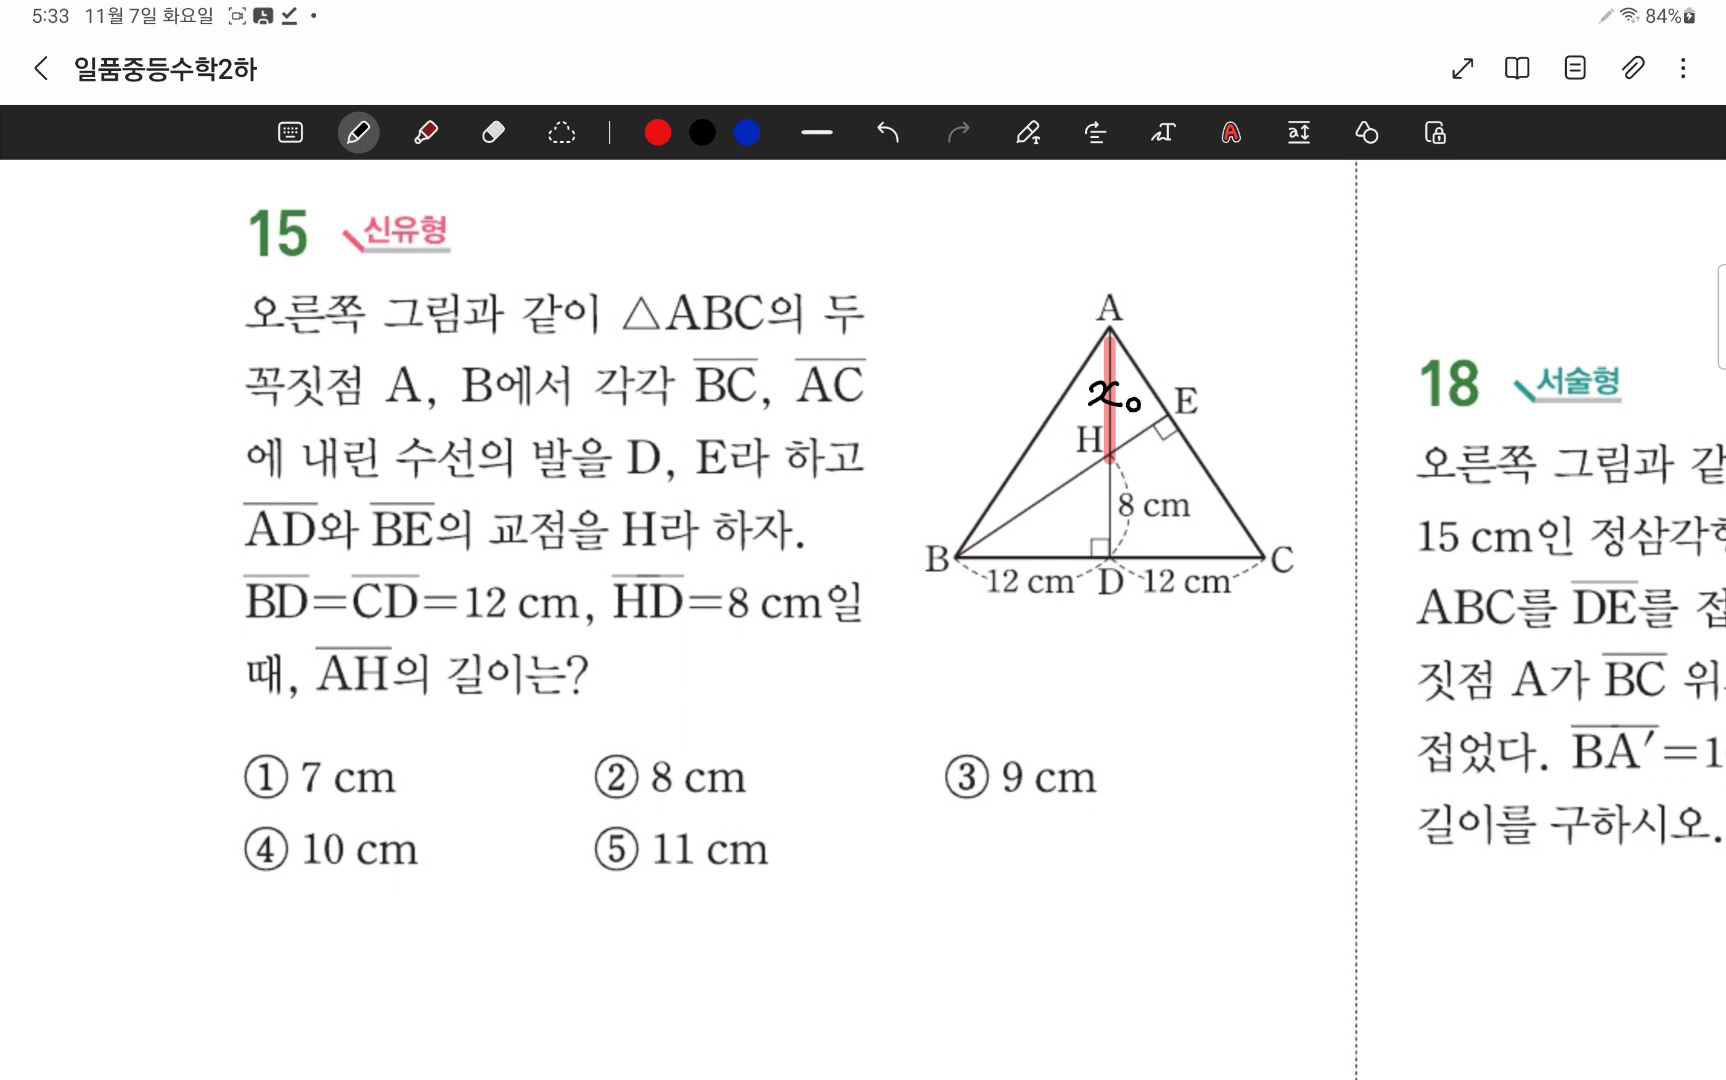 5:33 11월 7일 화요일
84%
일품중등수학2하
15 신유형
오른쪽 그림과 같이 △ABC의 두
꼭짓점 A, B에서 각각 BC, AC
에 내린 수선의 발을 D, E라 하고
AD와 BE의 교점을 H라 하자.
BD=CD=12 cm, HD=8 cm일
때, AH의 길이는?
A
x
E
H
8 cm
B
12 cm
D
12 cm
C
① 7 cm
② 8 cm
③ 9 cm
④ 10 cm
⑤ 11 cm
18 서술형
오른쪽 그림과 같
15 cm인 정삼각형
ABC를 DE를 접
짓점 A가 BC 위
접었다. BA′=1
길이를 구하시오.